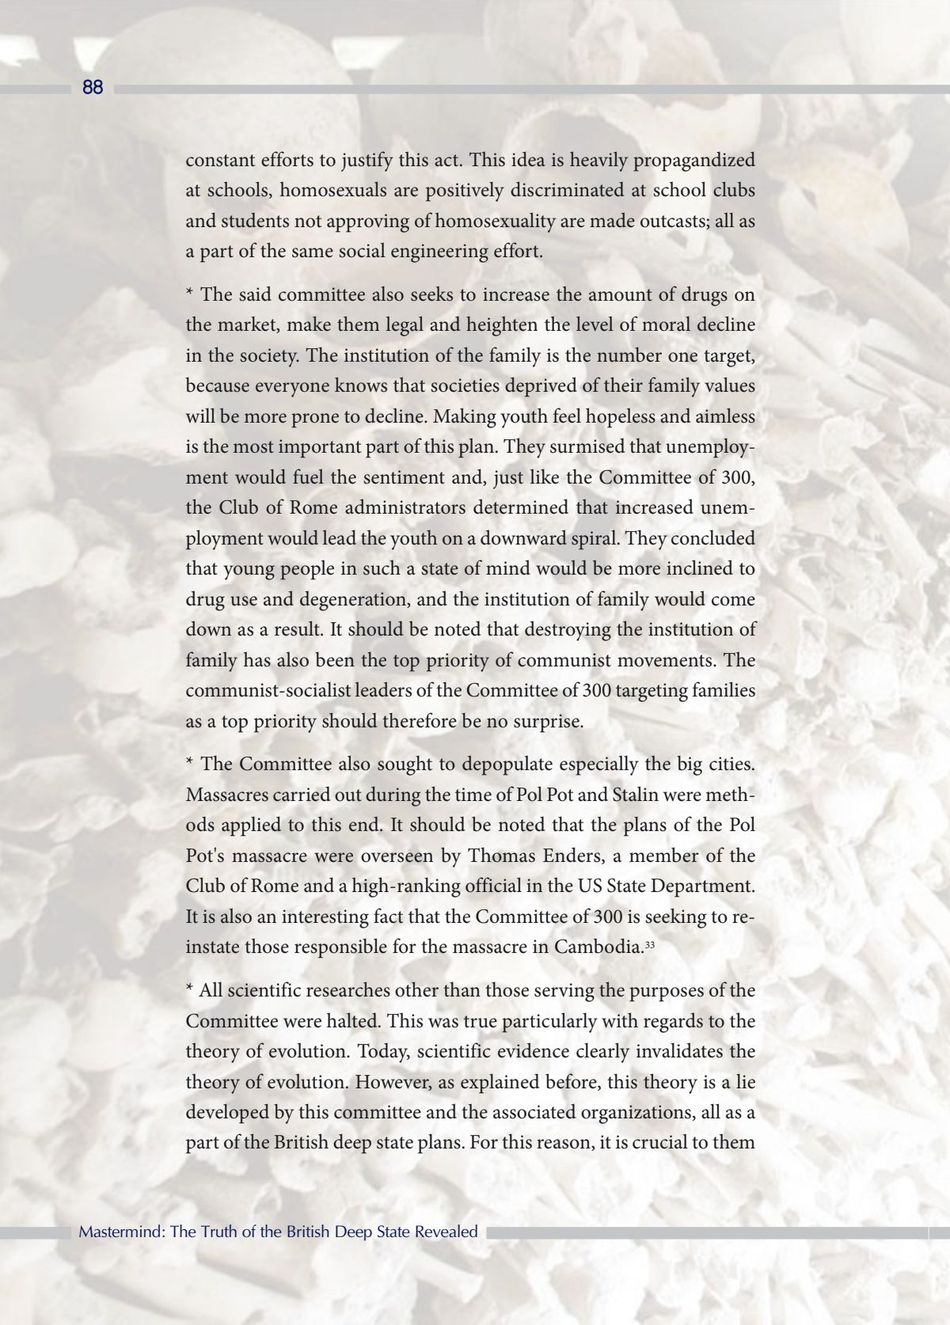 88
constant efforts to justify this act. This idea is heavily propagandized
at schools, homosexuals are positively discriminated at school clubs
and students not approving of homosexuality are made outcasts; all as
a part of the same social engineering effort.
* The said committee also seeks to increase the amount of drugs on
the market, make them legal and heighten the level of moral decline
in the society. The institution of the family is the number one target,
because everyone knows that societies deprived of their family values
will be more prone to decline. Making youth feel hopeless and aimless
is the most important part of this plan. They surmised that unemploy-
ment would fuel the sentiment and, just like the Committee of 300,
the Club of Rome administrators determined that increased unem-
ployment would lead the youth on a downward spiral. They concluded
that young people in such a state of mind would be more inclined to
drug use and degeneration, and the institution of family would come
down as a result. It should be noted that destroying the institution of
family has also been the top priority of communist movements. The
communist-socialist leaders of the Committee of 300 targeting families
as a top priority should therefore be no surprise.
* The Committee also sought to depopulate especially the big cities.
Massacres carried out during the time of Pol Pot and Stalin were meth-
ods applied to this end. It should be noted that the plans of the Pol
Pot's massacre were overseen by Thomas Enders, a member of the
Club of Rome and a high-ranking official in the US State Department.
It is also an interesting fact that the Committee of 300 is seeking to re-
instate those responsible for the massacre in Cambodia.33
* All scientific researches other than those serving the purposes of the
Committee were halted. This was true particularly with regards to the
theory of evolution. Today, scientific evidence clearly invalidates the
theory of evolution. However, as explained before, this theory is a lie
developed by this committee and the associated organizations, all as a
part of the British deep state plans. For this reason, it is crucial to them
Mastermind: The Truth of the British Deep State Revealed